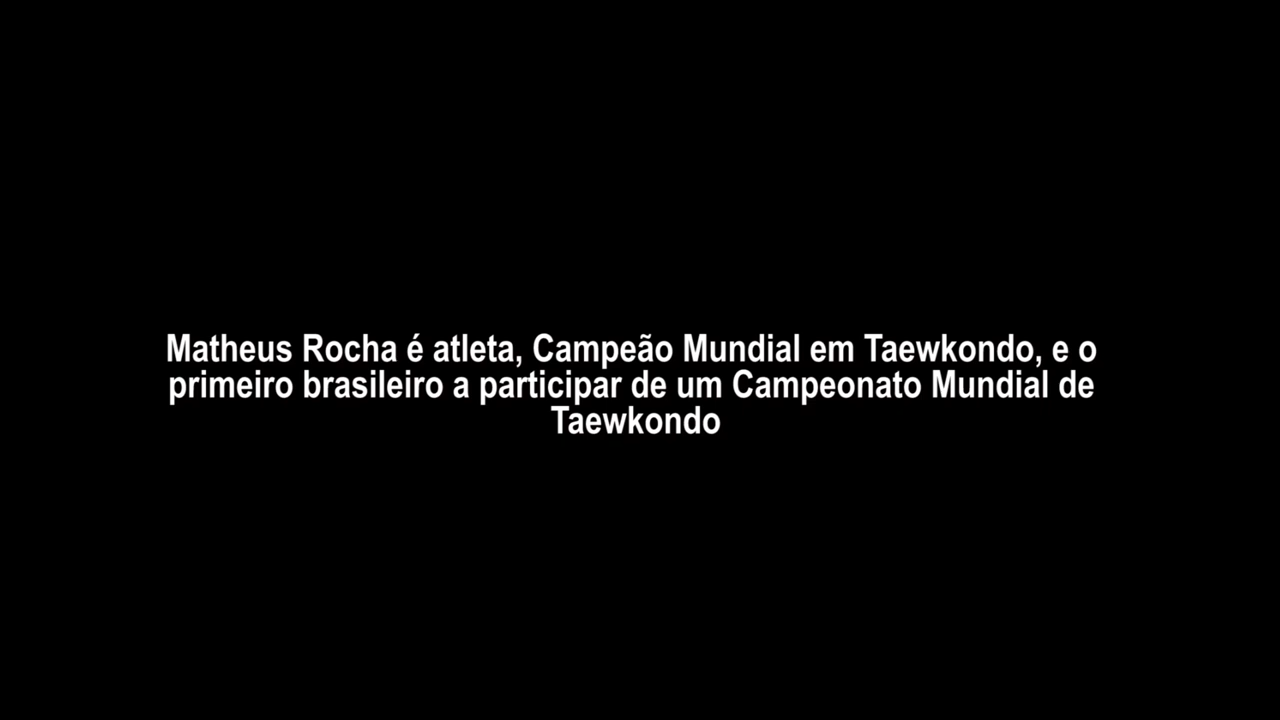 Matheus Rocha é atleta, Campeão Mundial em Taewkondo, e o
primeiro brasileiro a participar de um Campeonato Mundial de
Taewkondo